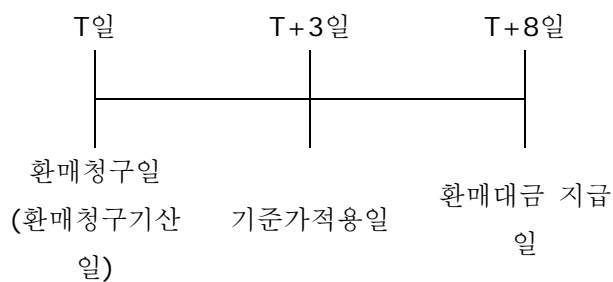 T일 T+3일 T+8일
환매청구일
(환매청구기산
일)
기준가적용일
환매대금 지급
일